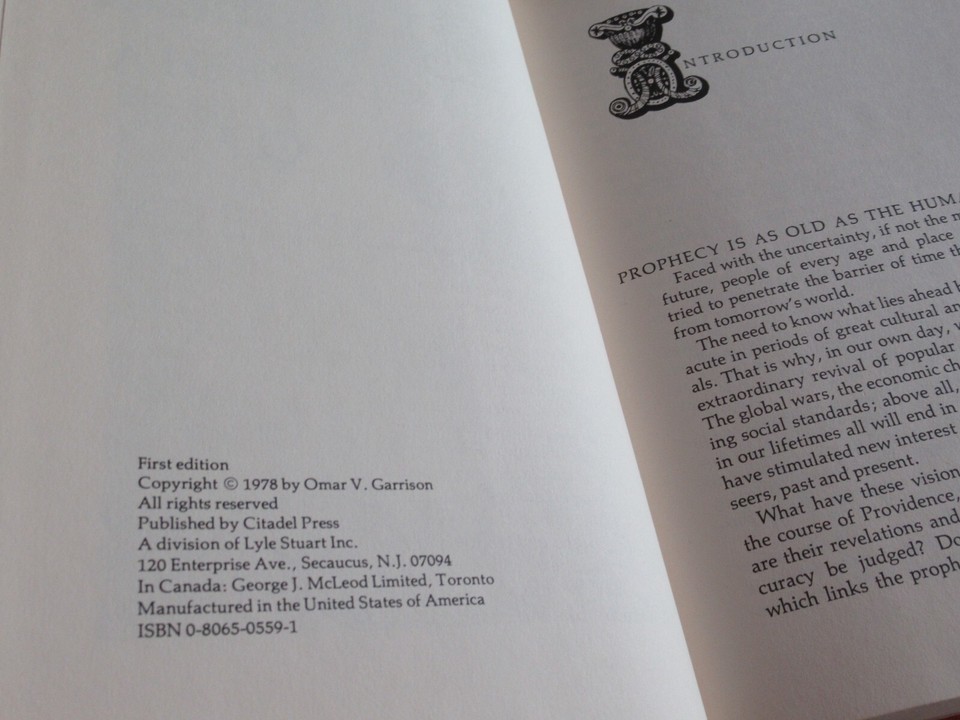 First edition
Copyright © 1978 by Omar V. Garrison
All rights reserved
Published by Citadel Press
A division of Lyle Stuart Inc.
120 Enterprise Ave., Secaucus, N.J. 07094
In Canada: George J. McLeod Limited, Toronto
Manufactured in the United States of America
ISBN 0-8065-0559-1
INTRODUCTION
PROPHECY IS AS OLD AS THE
Faced with the uncertainty, if not the
future, people of every age and place
tried to penetrate the barrier of time
from tomorrow's world.
The need to know what lies ahead
acute in periods of great cultural
als. That is why, in our own day,
extraordinary revival of popular
The global wars, the economic
ing social standards; above all,
in our lifetimes all will end in
have stimulated new interest
seers, past and present.
What have these
the course of Providence,
are their revelations and
curacy be judged?
which links the